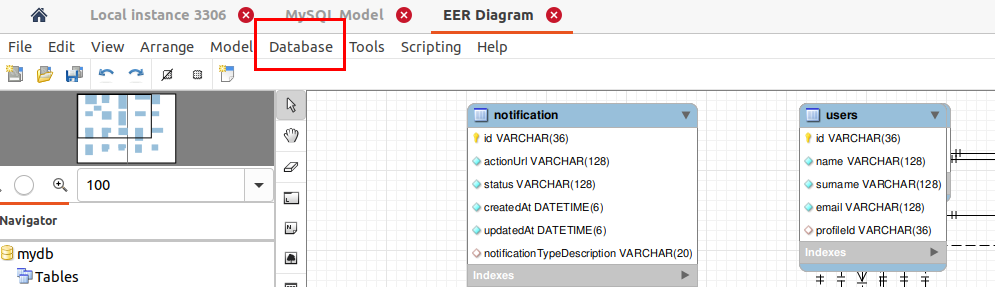 Local instance 3306 MySQL Model EER Diagram
File Edit View Arrange Model Database Tools Scripting Help
100
Navigator
mydb
Tables
notification
id VARCHAR(36)
actionUrl VARCHAR(128)
status VARCHAR(128)
createdAt DATETIME(6)
updatedAt DATETIME(6)
notificationTypeDescription VARCHAR(20)
Indexes
users
id VARCHAR(36)
name VARCHAR(128)
surname VARCHAR(128)
email VARCHAR(128)
profileId VARCHAR(36)
Indexes